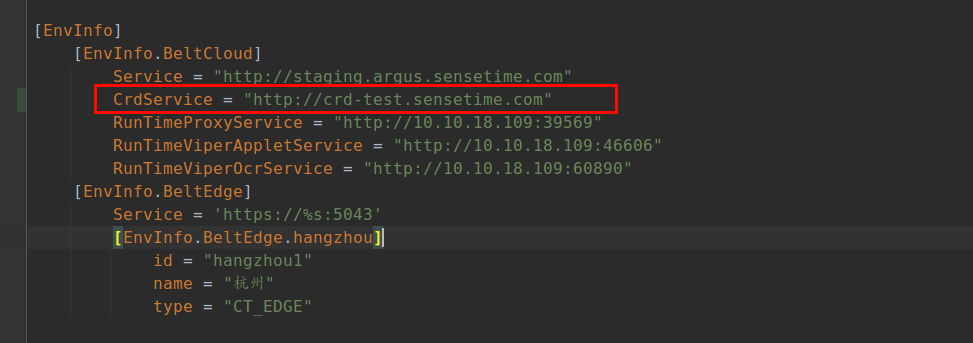 [EnvInfo]
[EnvInfo.BeltCloud]
Service = "http://staging.argus.sensetime.com"
CrdService = "http://crd-test.sensetime.com"
RunTimeProxyService = "http://10.10.18.109:39569"
RunTimeViperAppletService = "http://10.10.18.109:46606"
RunTimeViperOcrService = "http://10.10.18.109:60890"
[EnvInfo.BeltEdge]
Service = 'https://%s:5043'
[EnvInfo.BeltEdge.hangzhou]
id = "hangzhou1"
name = "杭州"
type = "CT_EDGE"